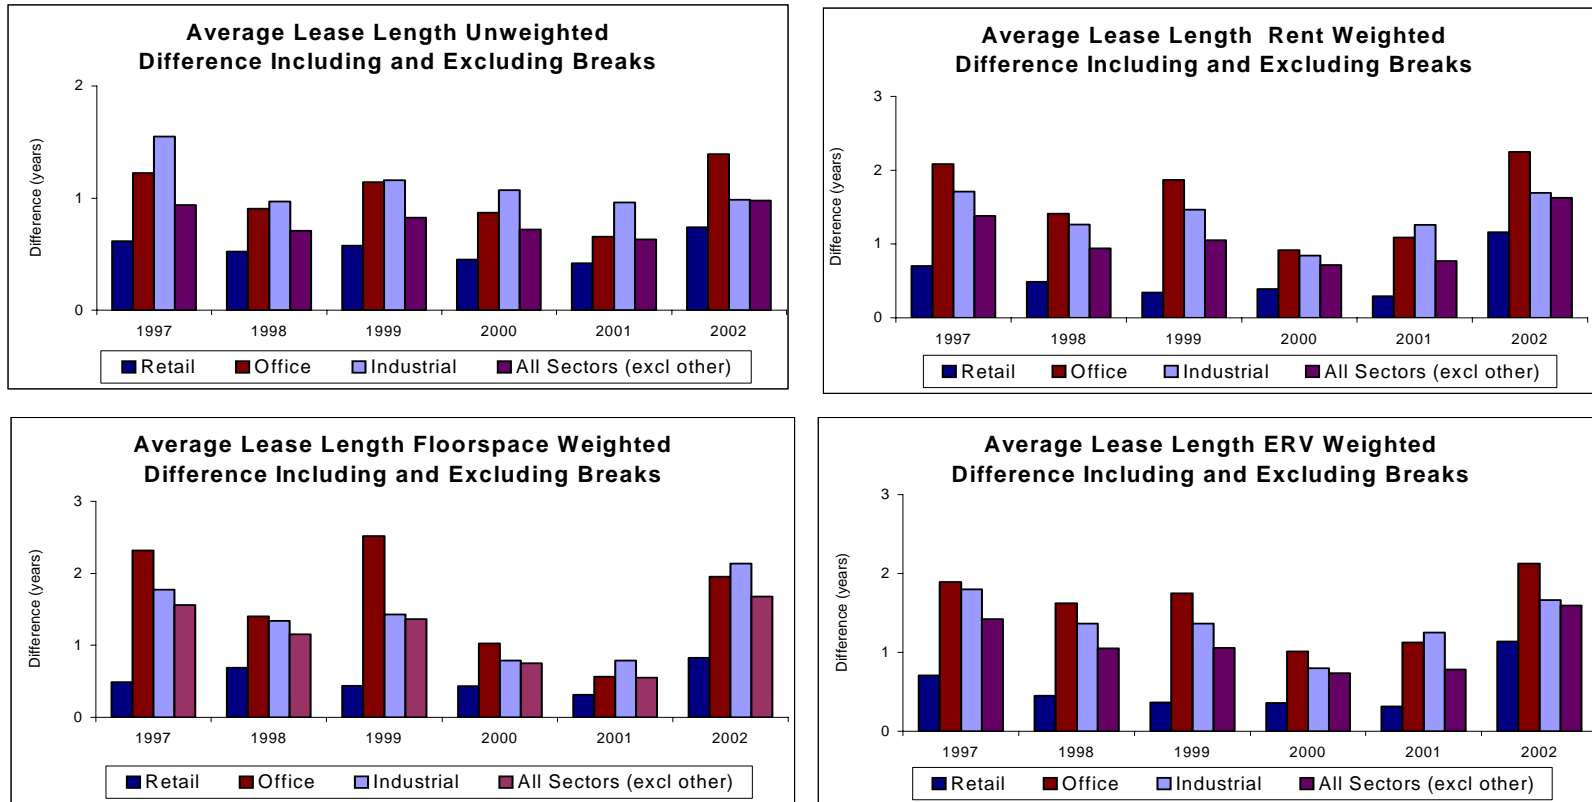 Average Lease Length Unweighted
Difference Including and Excluding Breaks
Difference (years)
2
1
0
1997 1998 1999 2000 2001 2002
Retail Office Industrial All Sectors (excl other)
Average Lease Length Rent Weighted
Difference Including and Excluding Breaks
Difference (years)
3
2
1
0
1997 1998 1999 2000 2001 2002
Retail Office Industrial All Sectors (excl other)
Average Lease Length Floorspace Weighted
Difference Including and Excluding Breaks
Difference (years)
3
2
1
0
1997 1998 1999 2000 2001 2002
Retail Office Industrial All Sectors (excl other)
Average Lease Length ERV Weighted
Difference Including and Excluding Breaks
Difference (years)
3
2
1
0
1997 1998 1999 2000 2001 2002
Retail Office Industrial All Sectors (excl other)